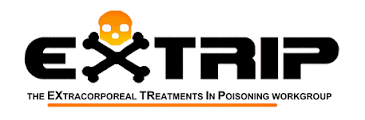 EXTRIP
THE EXTRACORPOREAL TREATMENTS IN POISONING WORKGROUP